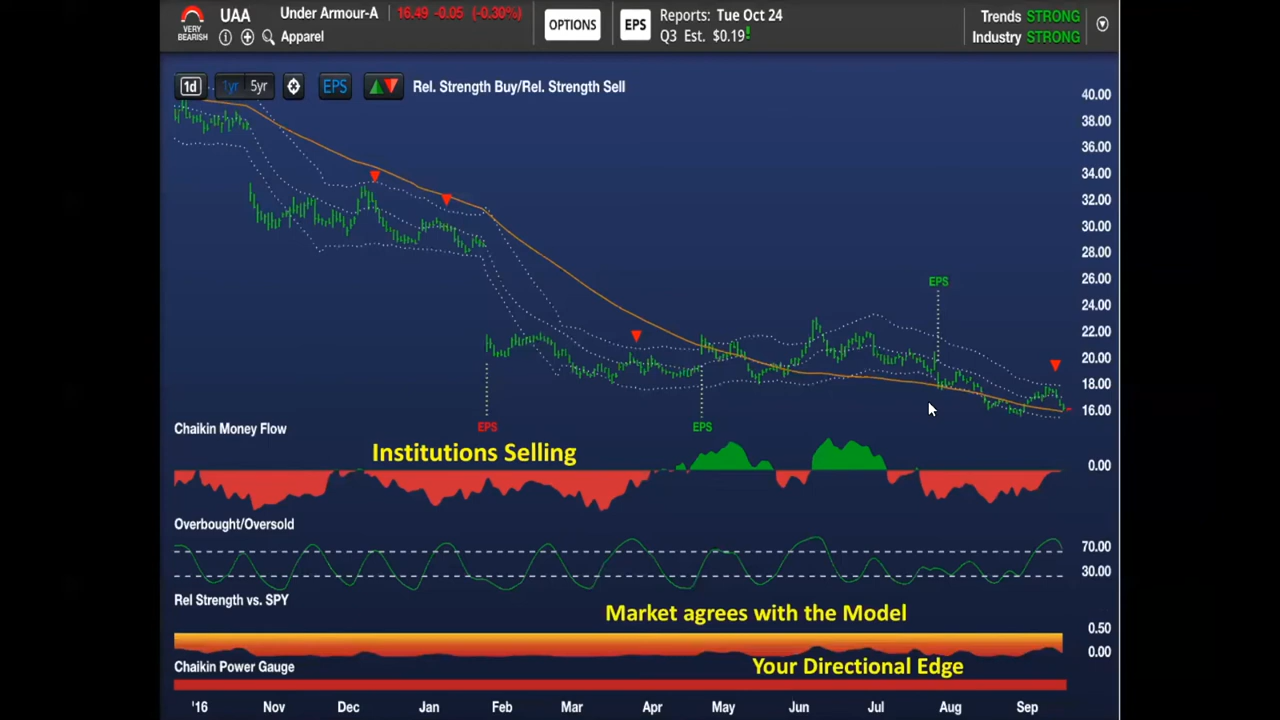 VERY
BEARISH
UAA
Under Armour-A
16.49 -0.05 (-0.30%)
Apparel
OPTIONS
EPS
Reports: Tue Oct 24
Q3 Est. $0.19!
Trends STRONG
Industry STRONG
1d
1yr 5yr
EPS
Rel. Strength Buy/Rel. Strength Sell
40.00
38.00
36.00
34.00
32.00
30.00
28.00
26.00
24.00
22.00
20.00
18.00
16.00
EPS
EPS
EPS
Chaikin Money Flow
Institutions Selling
0.00
Overbought/Oversold
70.00
30.00
Rel Strength vs. SPY
Market agrees with the Model
0.50
0.00
Chaikin Power Gauge
Your Directional Edge
'16 Nov Dec Jan Feb Mar Apr May Jun Jul Aug Sep